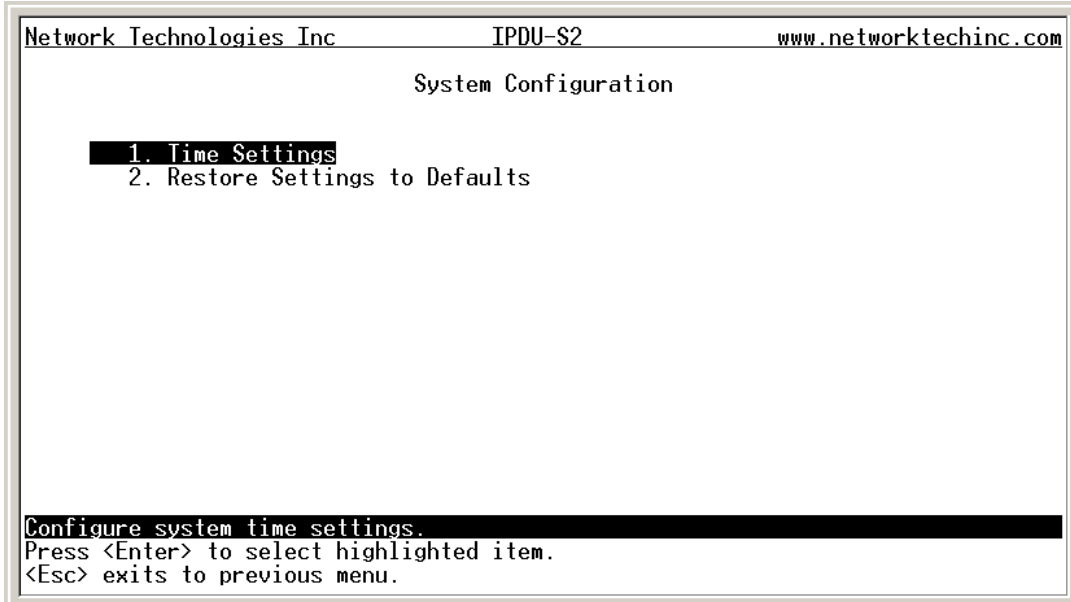 Network Technologies Inc IPDU-S2 www.networktechinc.com
System Configuration
1. Time Settings
2. Restore Settings to Defaults
Configure system time settings.
Press <Enter> to select highlighted item.
<Esc> exits to previous menu.